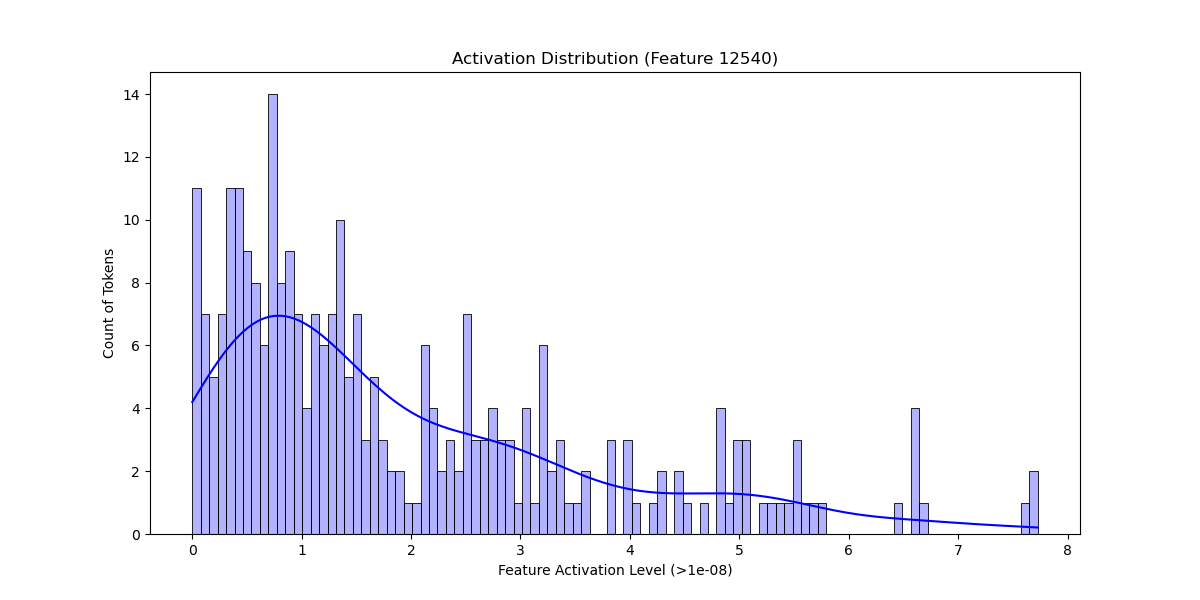 Activation Distribution (Feature 12540)
14
12
10
8
6
4
2
0
Count of Tokens
0 1 2 3 4 5 6 7 8
Feature Activation Level (>1e-08)